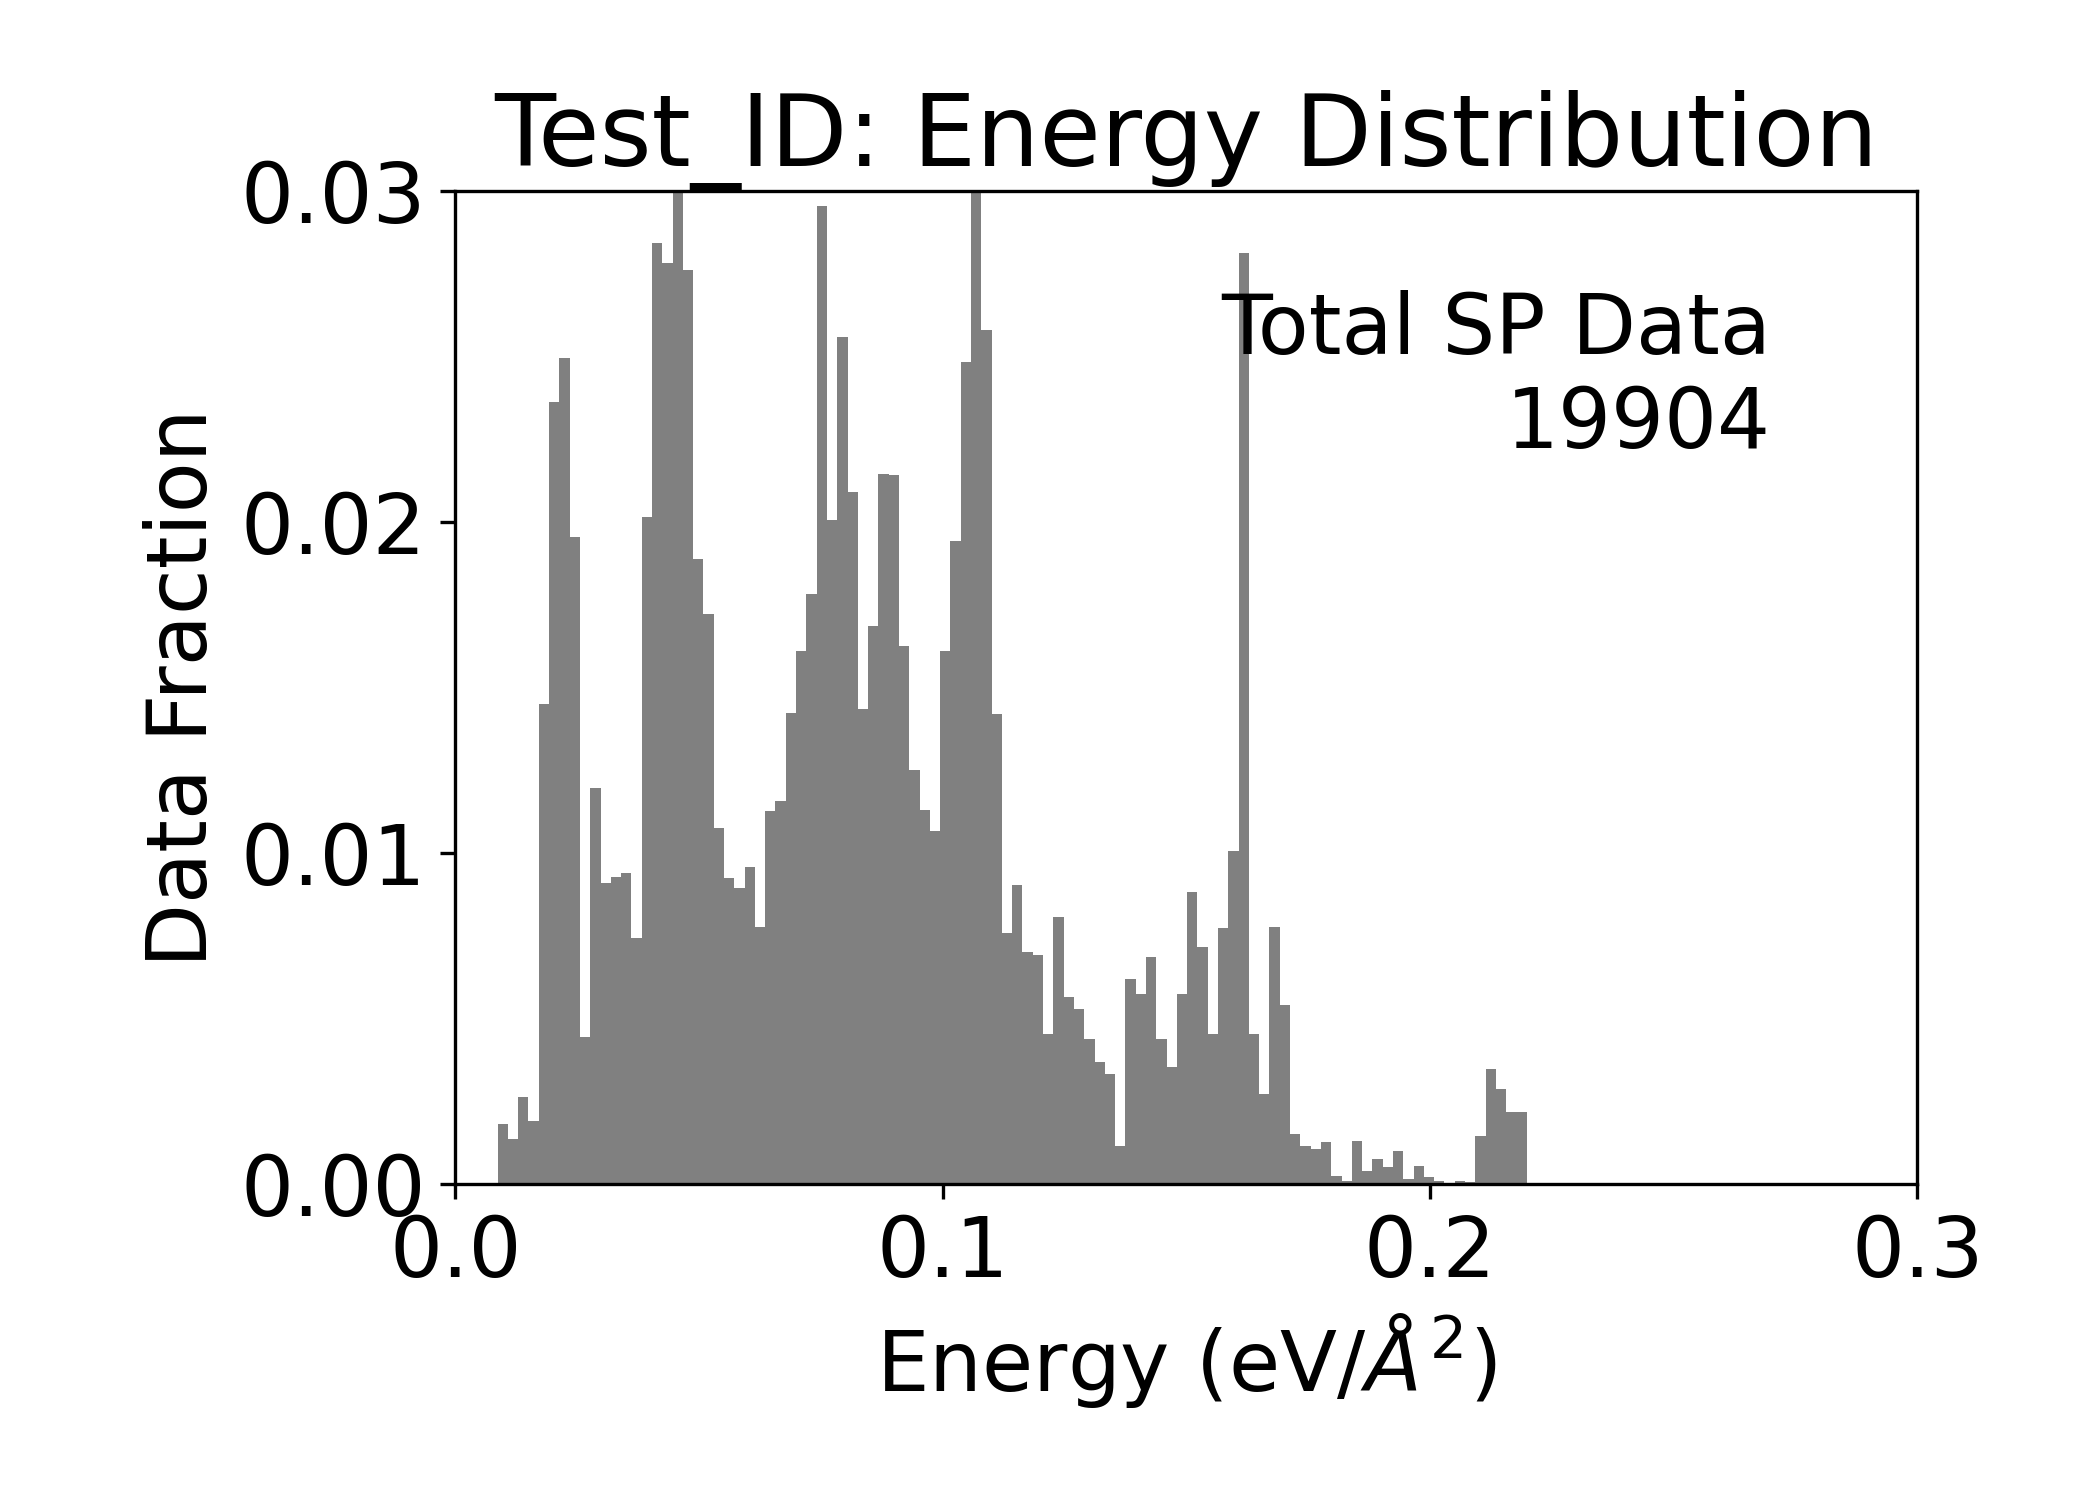 Test_ID: Energy Distribution
0.03
0.02
0.01
0.00
Data Fraction
Total SP Data
19904
0.0 0.1 0.2 0.3
Energy (eV/Å²)